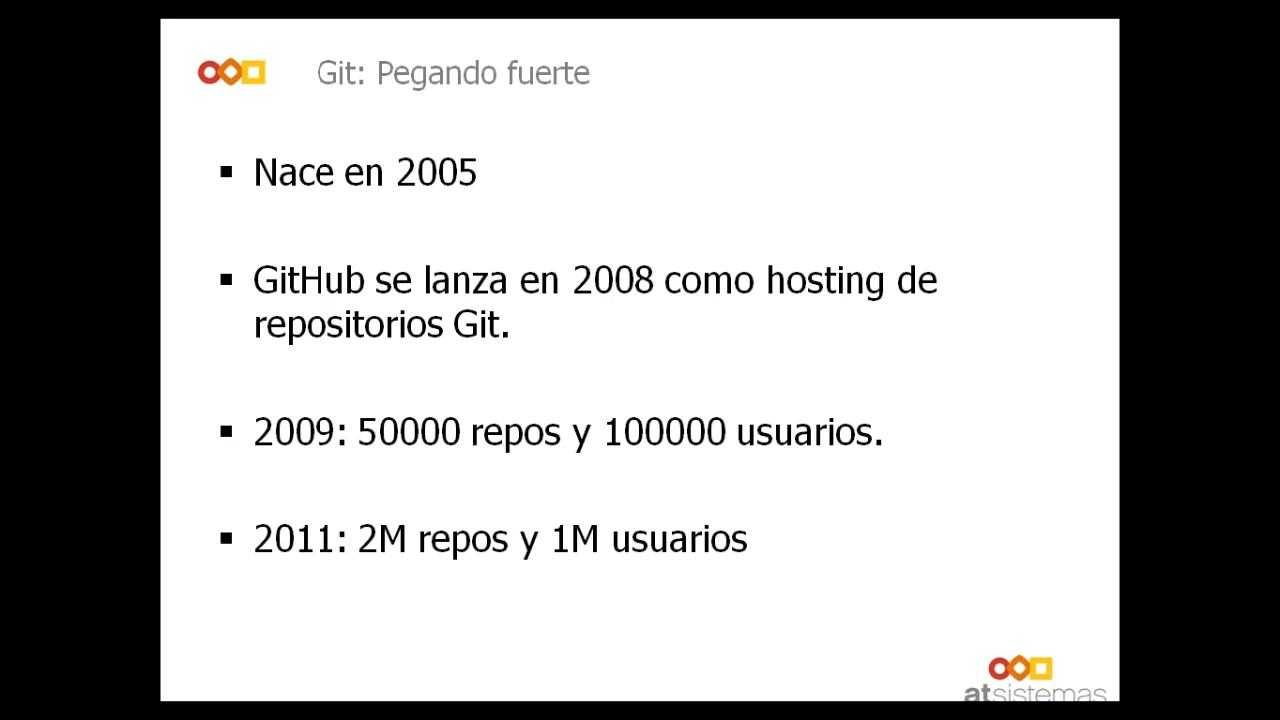 Git: Pegando fuerte
▪ Nace en 2005
▪ GitHub se lanza en 2008 como hosting de
repositorios Git.
▪ 2009: 50000 repos y 100000 usuarios.
▪ 2011: 2M repos y 1M usuarios
atsistemas